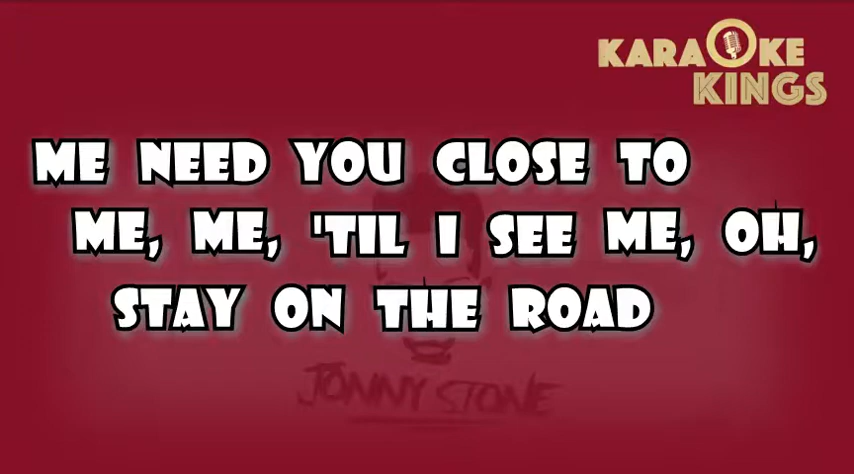 KARAOKE
KINGS
ME NEED YOU CLOSE TO
ME, ME, 'TIL I SEE ME, OH,
STAY ON THE ROAD
JONNY STONE